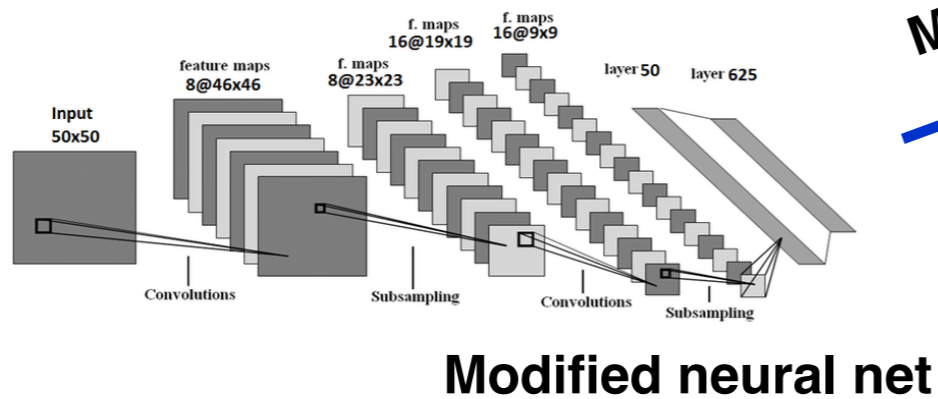 Input
50x50
feature maps
8@46x46
f. maps
8@23x23
f. maps
16@19x19
f. maps
16@9x9
layer 50
layer 625
Convolutions
Subsampling
Convolutions
Subsampling
Modified neural net